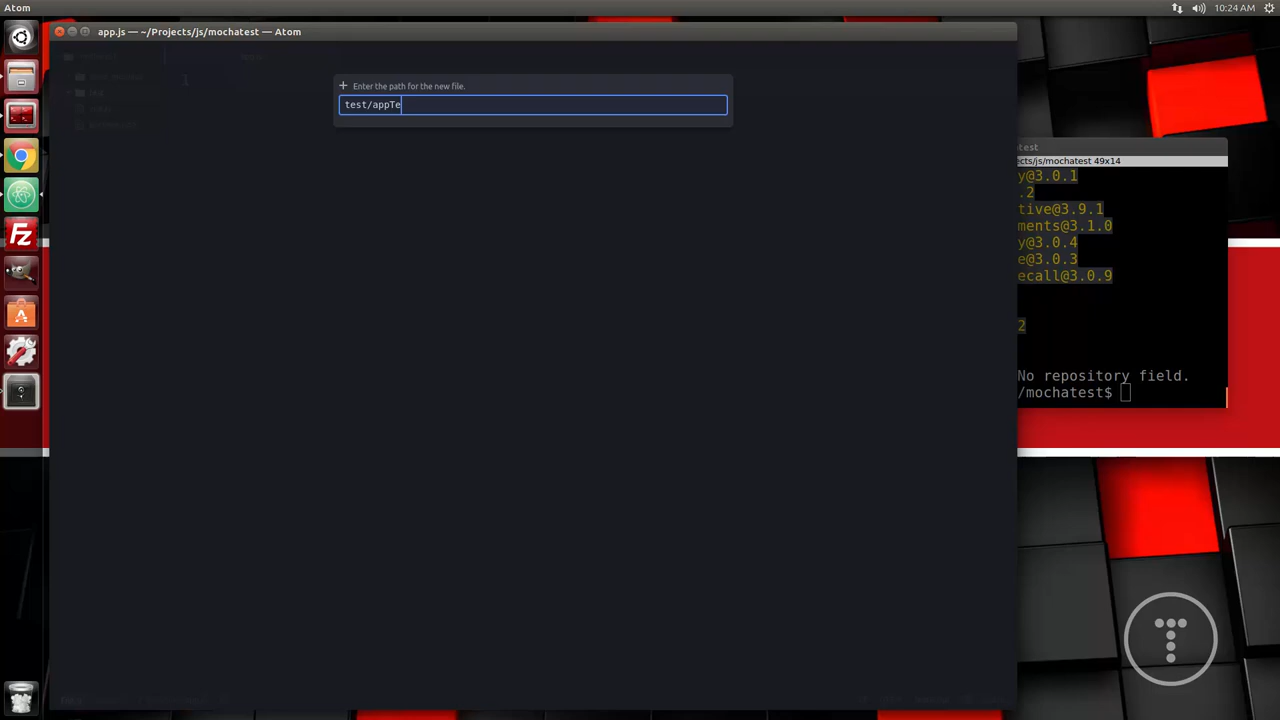 Atom
10:24 AM
app.js — ~/Projects/js/mochatest — Atom
Enter the path for the new file.
test/appTe
test
ects/js/mochatest 49x14
y@3.0.1
.2
tive@3.9.1
ments@3.1.0
y@3.0.4
e@3.0.3
ecall@3.0.9
2
No repository field.
/mochatest$